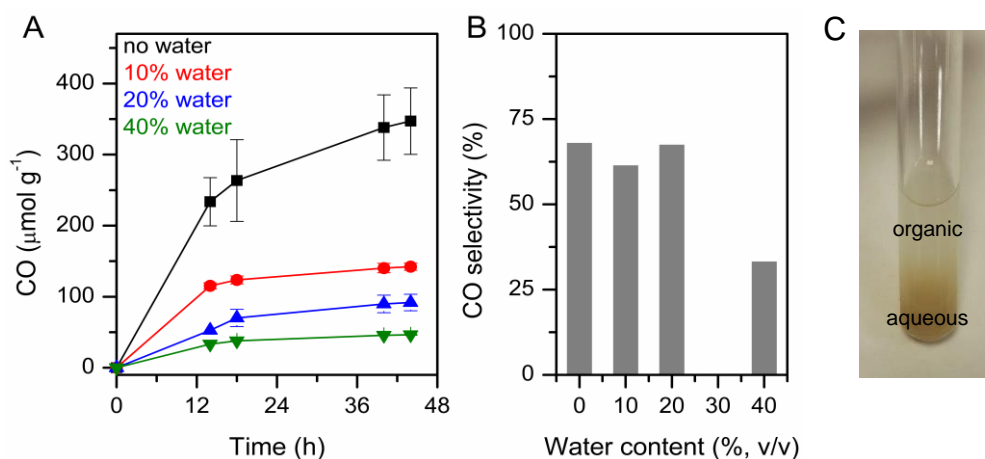 A
no water
10% water
20% water
40% water
400
300
200
100
0
CO (μmol g⁻¹)
0 12 24 36 48
Time (h)
B
100
75
50
25
0
CO selectivity (%)
0 10 20 30 40
Water content (%, v/v)
C
organic
aqueous